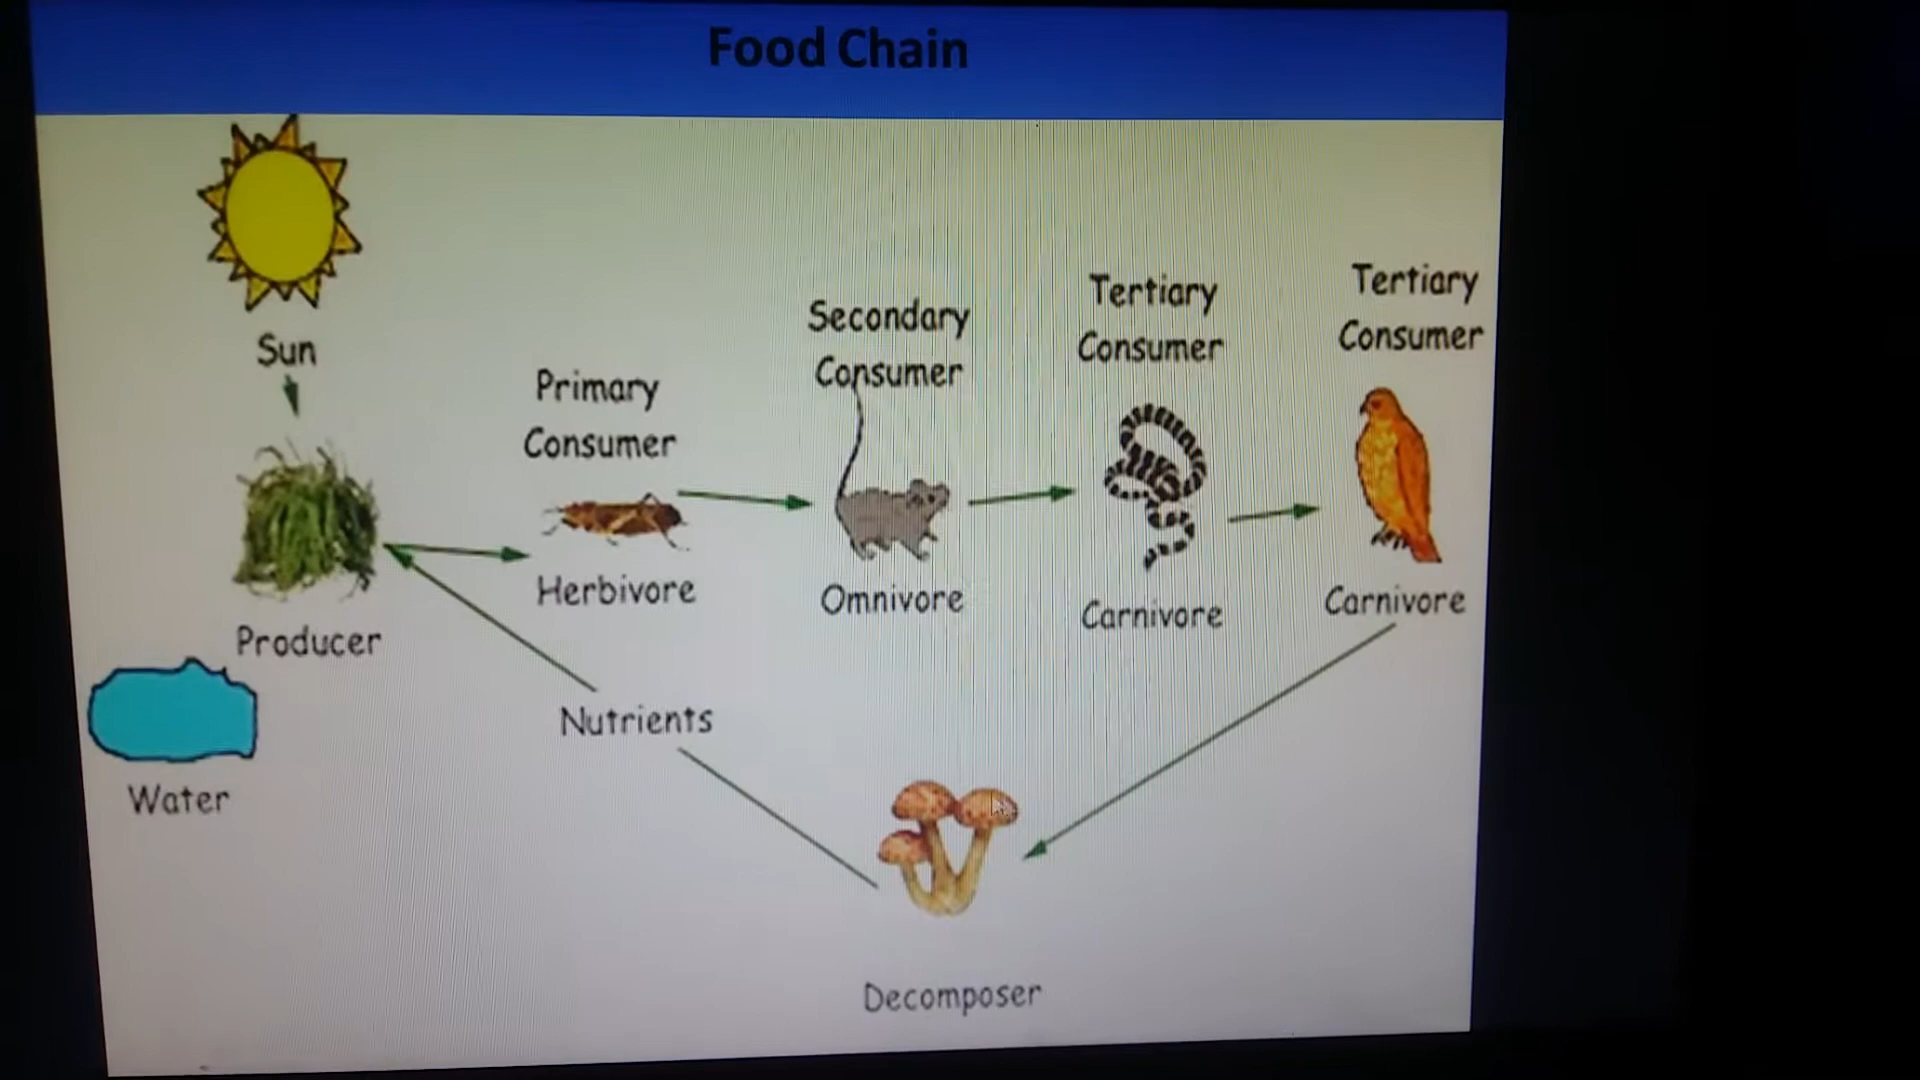 Food Chain
Sun
Producer
Water
Primary
Consumer
Herbivore
Secondary
Consumer
Omnivore
Tertiary
Consumer
Carnivore
Tertiary
Consumer
Carnivore
Nutrients
Decomposer